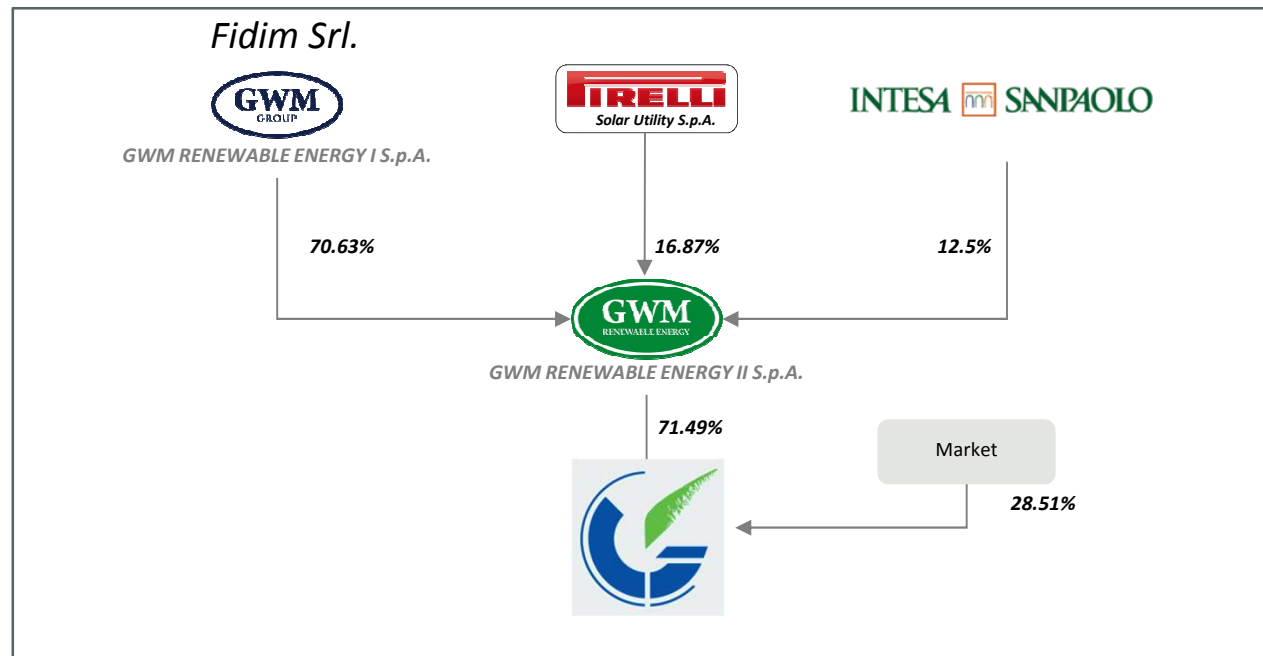 Fidim Srl.
GWM
GROUP
GWM RENEWABLE ENERGY I S.p.A.
PIRELLI
Solar Utility S.p.A.
INTESA SANPAOLO
70.63%
16.87%
12.5%
GWM
RENEWABLE ENERGY
GWM RENEWABLE ENERGY II S.p.A.
71.49%
Market
28.51%